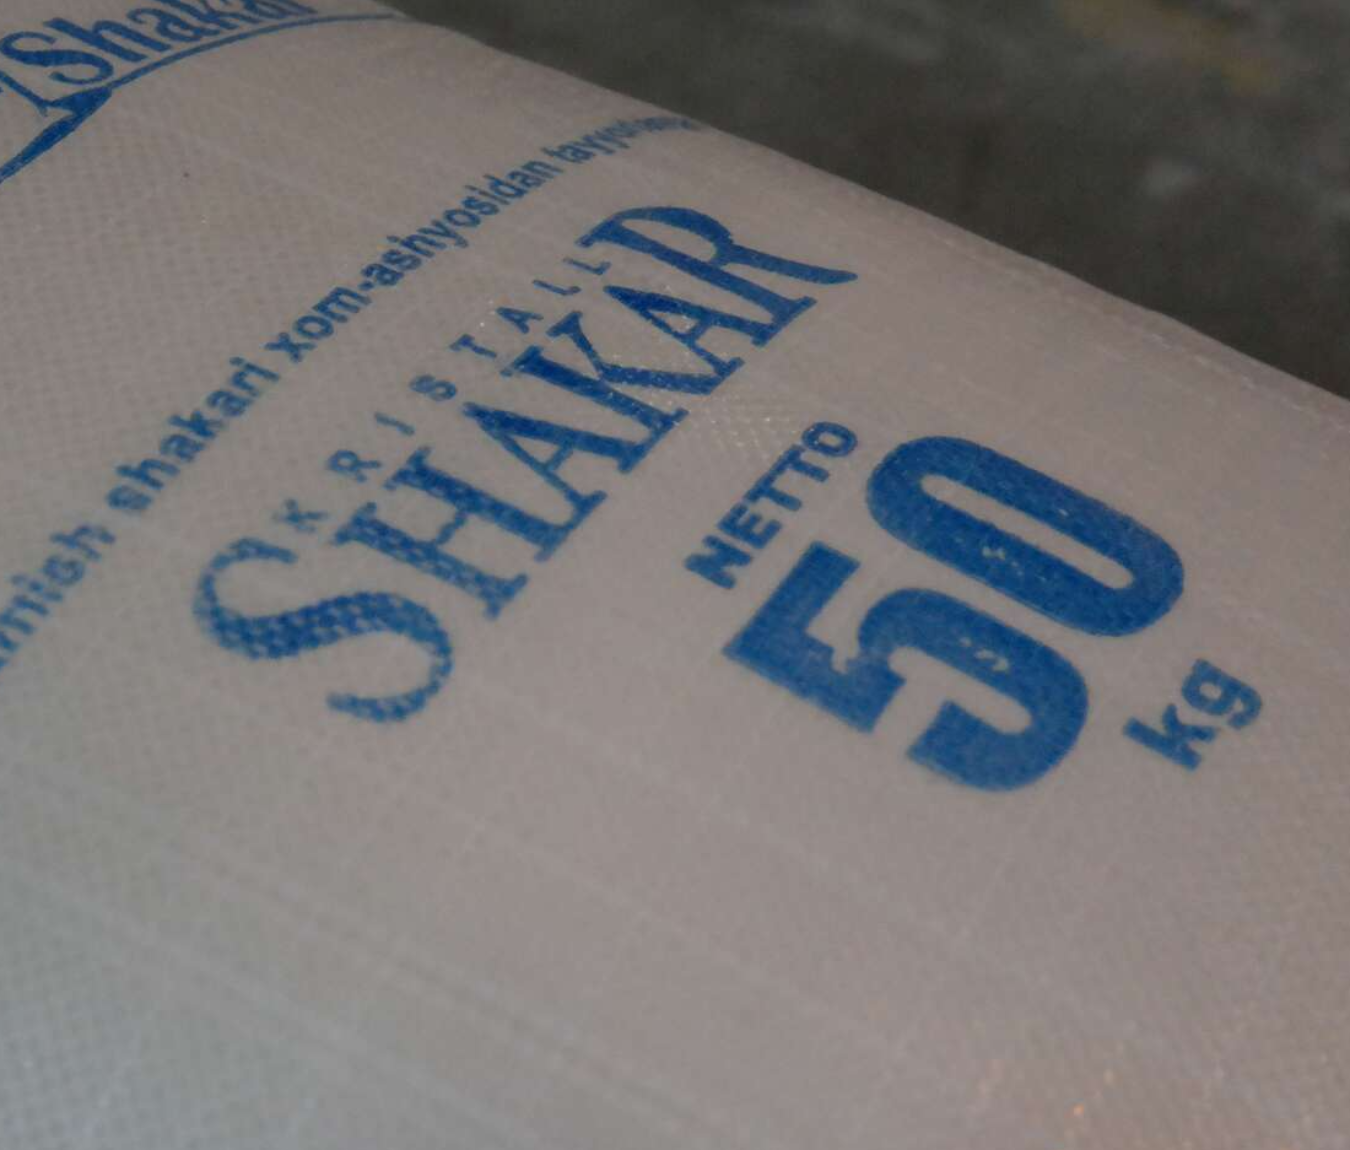 Shakar
shakari xom-ashyosidan
KRISTALL
SHAKAR
NETTO
50
kg